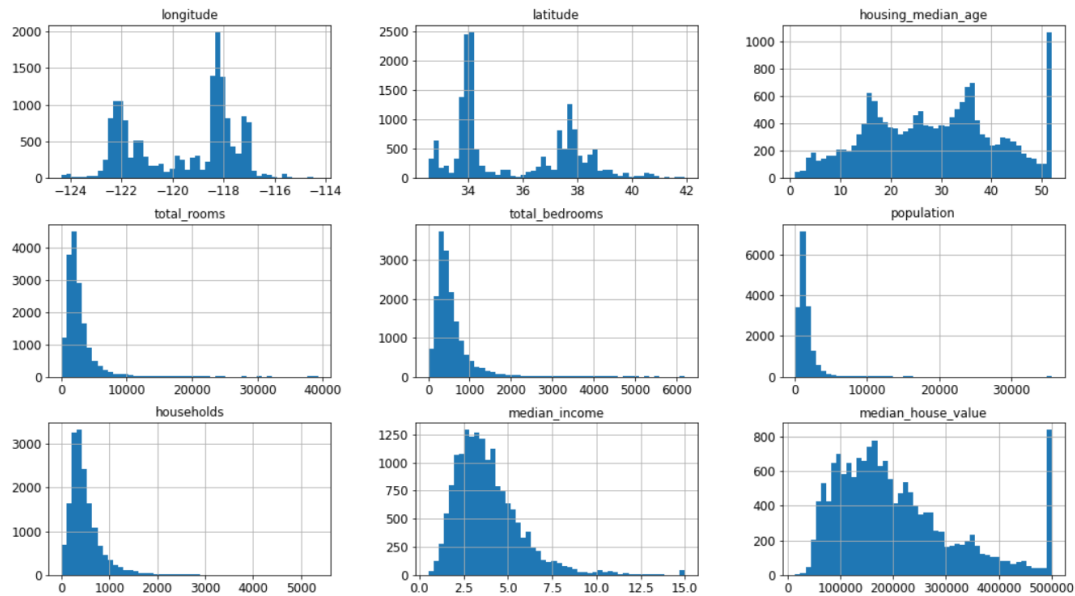 longitude
2000
1500
1000
500
0
−124 −122 −120 −118 −116 −114
latitude
2500
2000
1500
1000
500
0
34 36 38 40 42
housing_median_age
1000
800
600
400
200
0
0 10 20 30 40 50
total_rooms
4000
3000
2000
1000
0
0 10000 20000 30000 40000
total_bedrooms
3000
2000
1000
0
0 1000 2000 3000 4000 5000 6000
population
6000
4000
2000
0
0 10000 20000 30000
households
3000
2000
1000
0
0 1000 2000 3000 4000 5000
median_income
1250
1000
750
500
250
0
0.0 2.5 5.0 7.5 10.0 12.5 15.0
median_house_value
800
600
400
200
0
100000 200000 300000 400000 500000